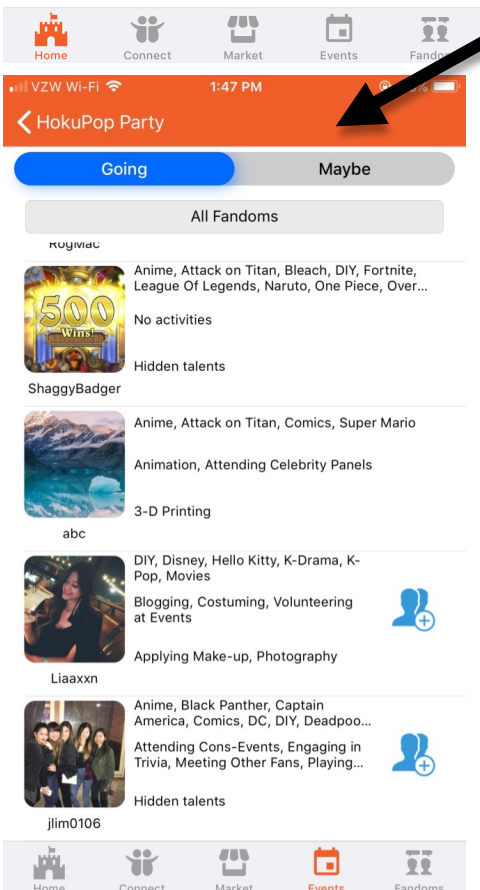 Home Connect Market Events
VZW Wi-Fi 1:47 PM
HokuPop Party
Going Maybe
All Fandoms
RogMac
Anime, Attack on Titan, Bleach, DIY, Fortnite,
League Of Legends, Naruto, One Piece, Over...
500
Wins!
No activities
Hidden talents
ShaggyBadger
Anime, Attack on Titan, Comics, Super Mario
Animation, Attending Celebrity Panels
3-D Printing
abc
DIY, Disney, Hello Kitty, K-Drama, K-
Pop, Movies
Blogging, Costuming, Volunteering
at Events
Applying Make-up, Photography
Liaaxxn
Anime, Black Panther, Captain
America, Comics, DC, DIY, Deadpoo...
Attending Cons-Events, Engaging in
Trivia, Meeting Other Fans, Playing...
Hidden talents
jlim0106
Home Connect Market Events Fandoms